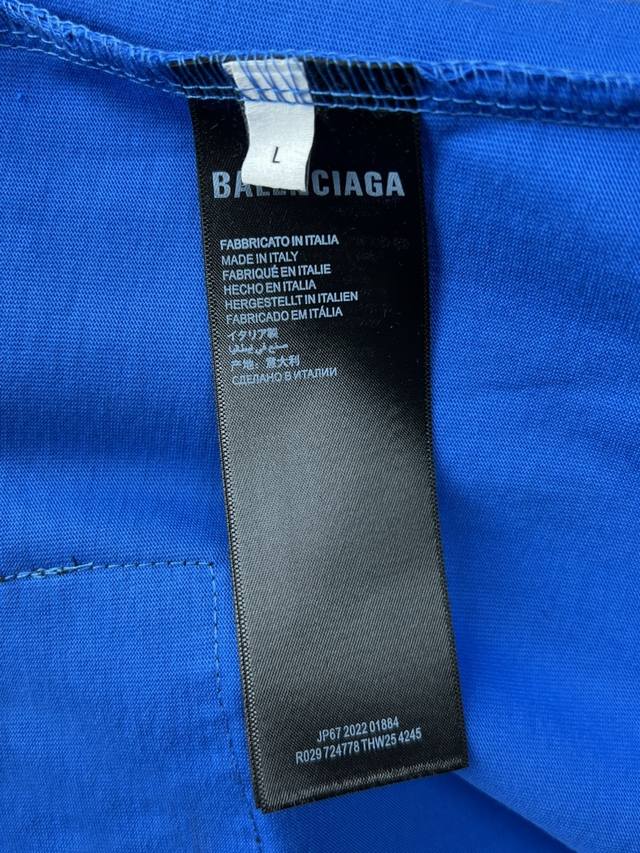 L
BALENCIAGA
FABBRICATO IN ITALIA
MADE IN ITALY
FABRIQUÉ EN ITALIE
HECHO EN ITALIA
HERGESTELLT IN ITALIEN
FABRICADO EM ITÁLIA
イタリア製
صنع في
产地：意大利
СДЕЛАНО В ИТАЛИИ
JP67 2022 01884
R029 724778 THW25 4245